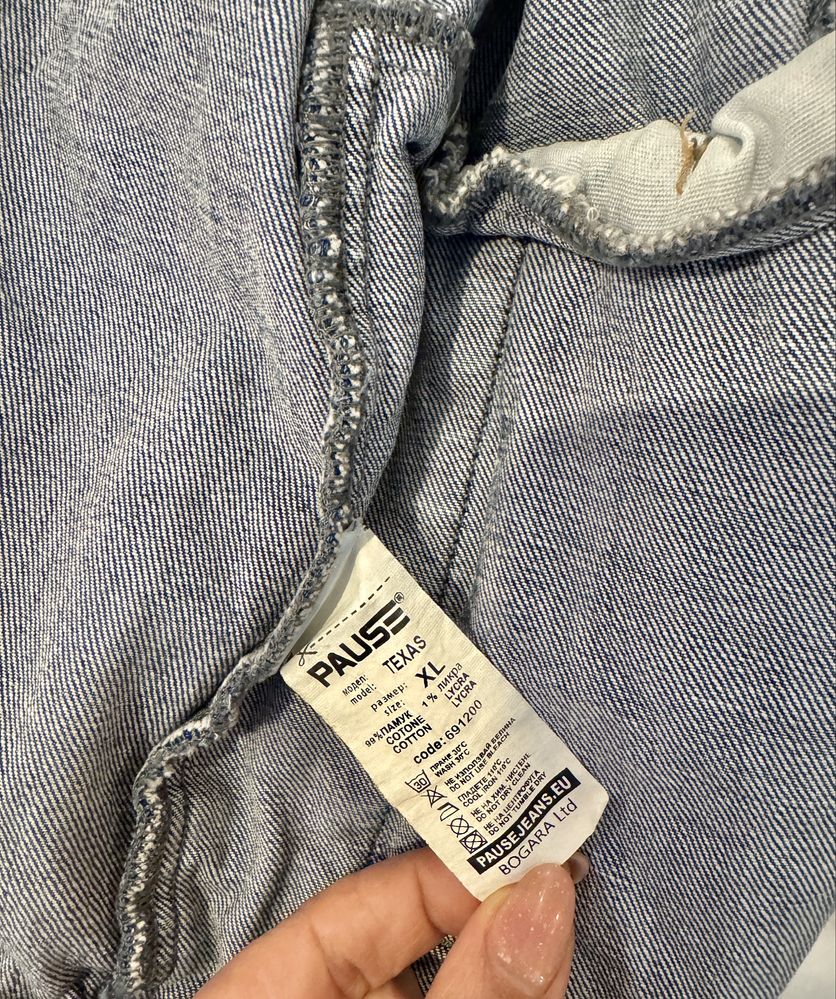 PAUSE®
модел: TEXAS
model:
размер: XL
size:
99%ПАМУК 1% ЛИКРА
COTONE LYCRA
COTTON LYCRA
code: 691200
30 ПРАНЕ 30°C
WASH 30°C
НЕ ИЗПОЛЗВАЙ БЕЛИНА
DO NOT USE BLEACH
ГЛАДЕТЕ 110°C
COOL IRON 110°C
НЕ НА ХИМ. ЧИСТЕНЕ
DO NOT DRY CLEAN
НЕ НА ЦЕНТРОФУГА
DO NOT TUMBLE DRY
PAUSEJEANS.EU
BOGARA Ltd